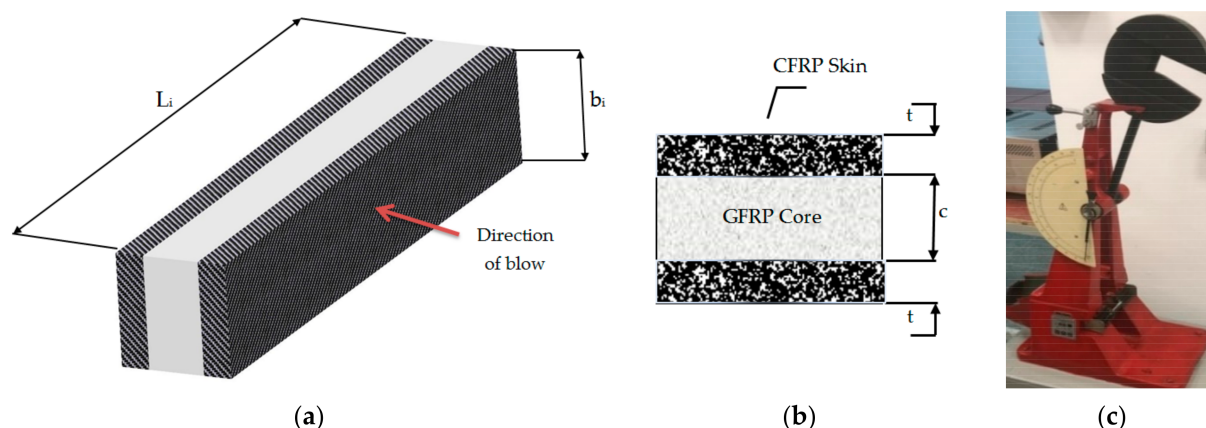 Lᵢ
bᵢ
Direction
of blow
CFRP Skin
t
GFRP Core
c
t
(a)
(b)
(c)